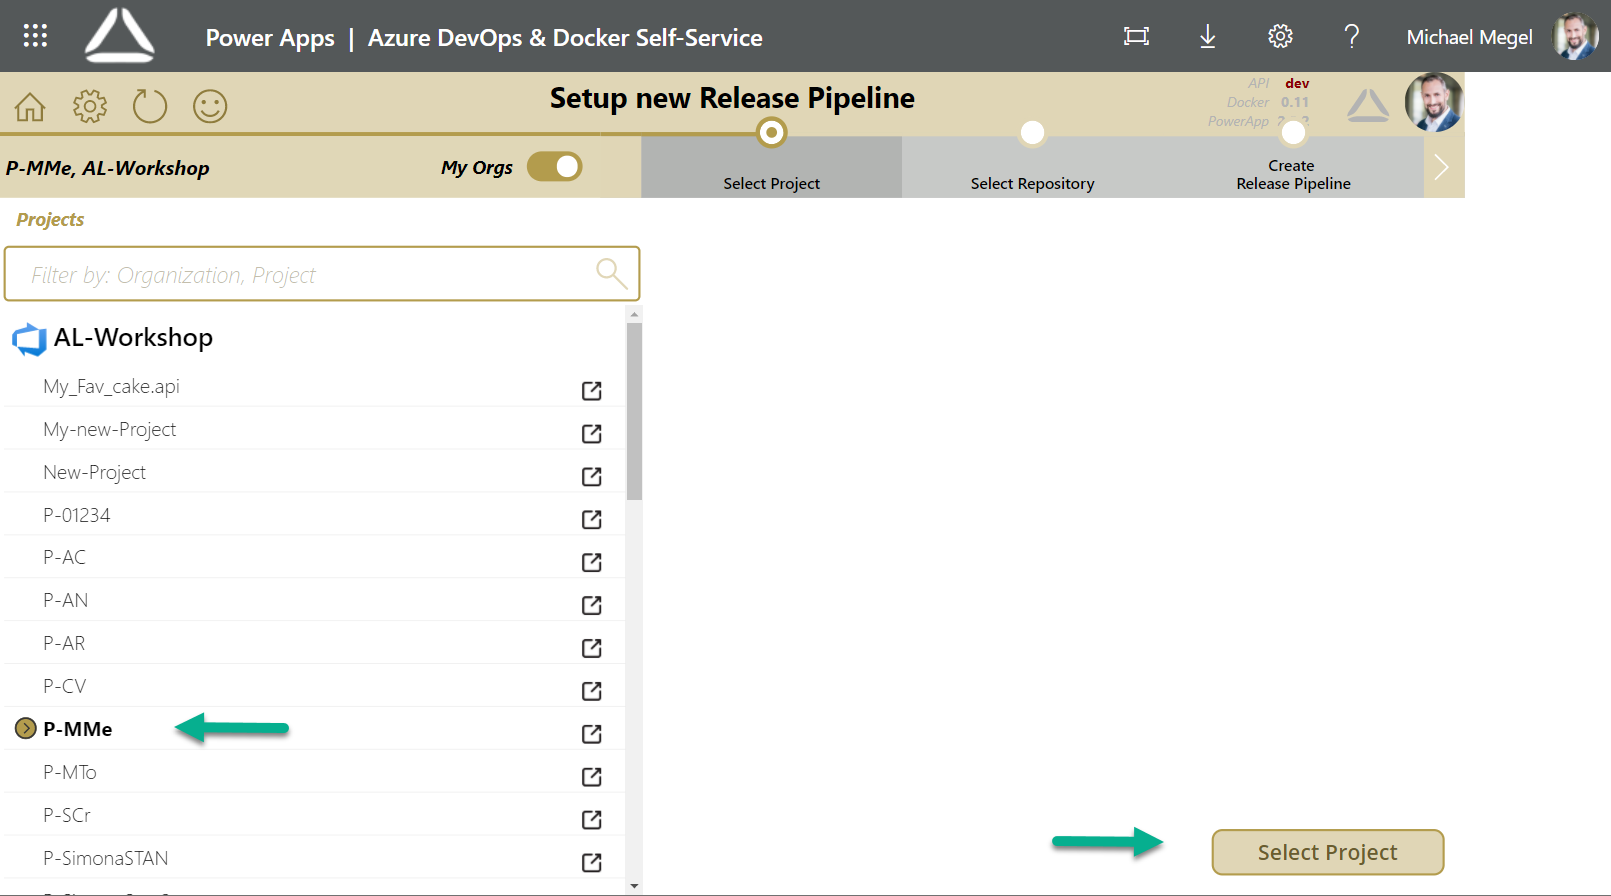 Power Apps | Azure DevOps & Docker Self-Service
Michael Megel
Setup new Release Pipeline
API dev
Docker 0.11
PowerApp
P-MMe, AL-Workshop
My Orgs
Select Project
Select Repository
Create
Release Pipeline
Projects
Filter by: Organization, Project
AL-Workshop
My_Fav_cake.api
My-new-Project
New-Project
P-01234
P-AC
P-AN
P-AR
P-CV
P-MMe
P-MTo
P-SCr
P-SimonaSTAN
Select Project